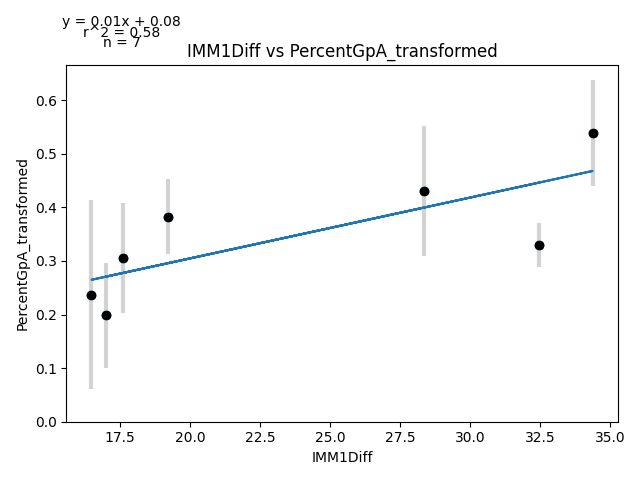 y = 0.01x + 0.08
r^2 = 0.58
n = 7
IMM1Diff vs PercentGpA_transformed
PercentGpA_transformed
0.6
0.5
0.4
0.3
0.2
0.1
0.0
17.5 20.0 22.5 25.0 27.5 30.0 32.5 35.0
IMM1Diff